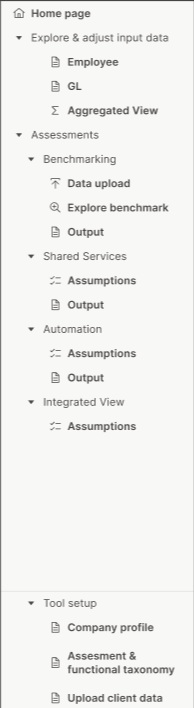 Home page
Explore & adjust input data
Employee
GL
Aggregated View
Assessments
Benchmarking
Data upload
Explore benchmark
Output
Shared Services
Assumptions
Output
Automation
Assumptions
Output
Integrated View
Assumptions
Tool setup
Company profile
Assesment &
functional taxonomy
Upload client data